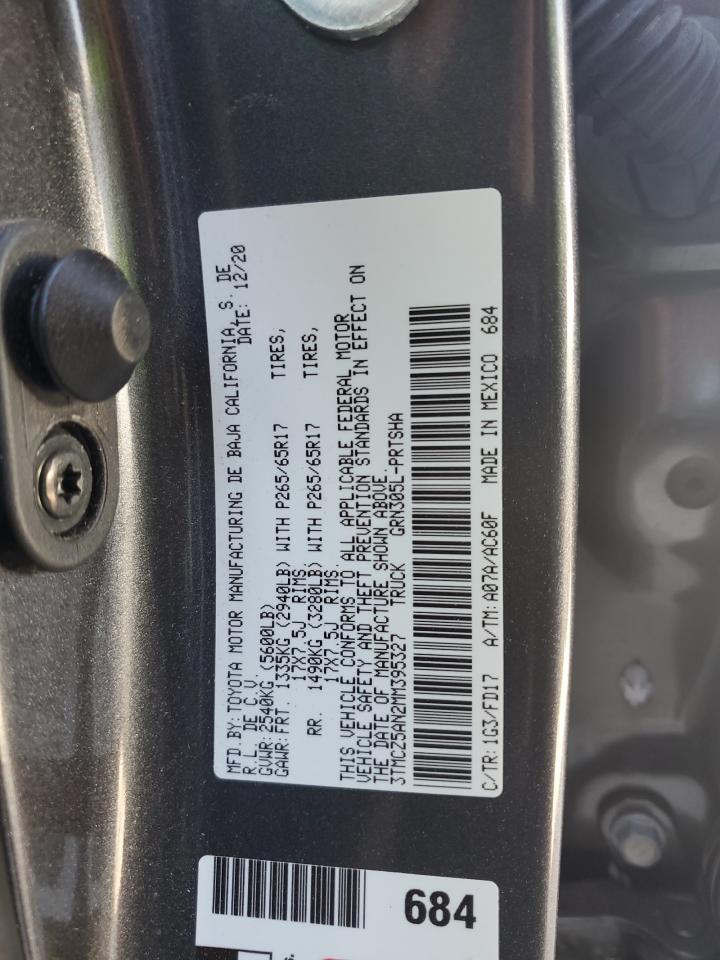 MFD.BY: TOYOTA MOTOR MANUFACTURING DE BAJA CALIFORNIA, S. DE
R.L. DE C.V. DATE: 12/20
GVWR: 2540KG (5600LB)
GAWR: FRT. 1335KG (2940LB) WITH P265/65R17 TIRES,
17X7.5J RIMS,
RR. 1490KG (3280LB) WITH P265/65R17 TIRES,
17X7.5J RIMS.
THIS VEHICLE CONFORMS TO ALL APPLICABLE FEDERAL MOTOR
VEHICLE SAFETY AND THEFT PREVENTION STANDARDS IN EFFECT ON
THE DATE OF MANUFACTURE SHOWN ABOVE.
3TMCZ5AN2MM395327 TRUCK GRN305L-PRTSHA
C/TR: 1G3/FD17 A/TM: A07A/AC60F MADE IN MEXICO 684
684
s.